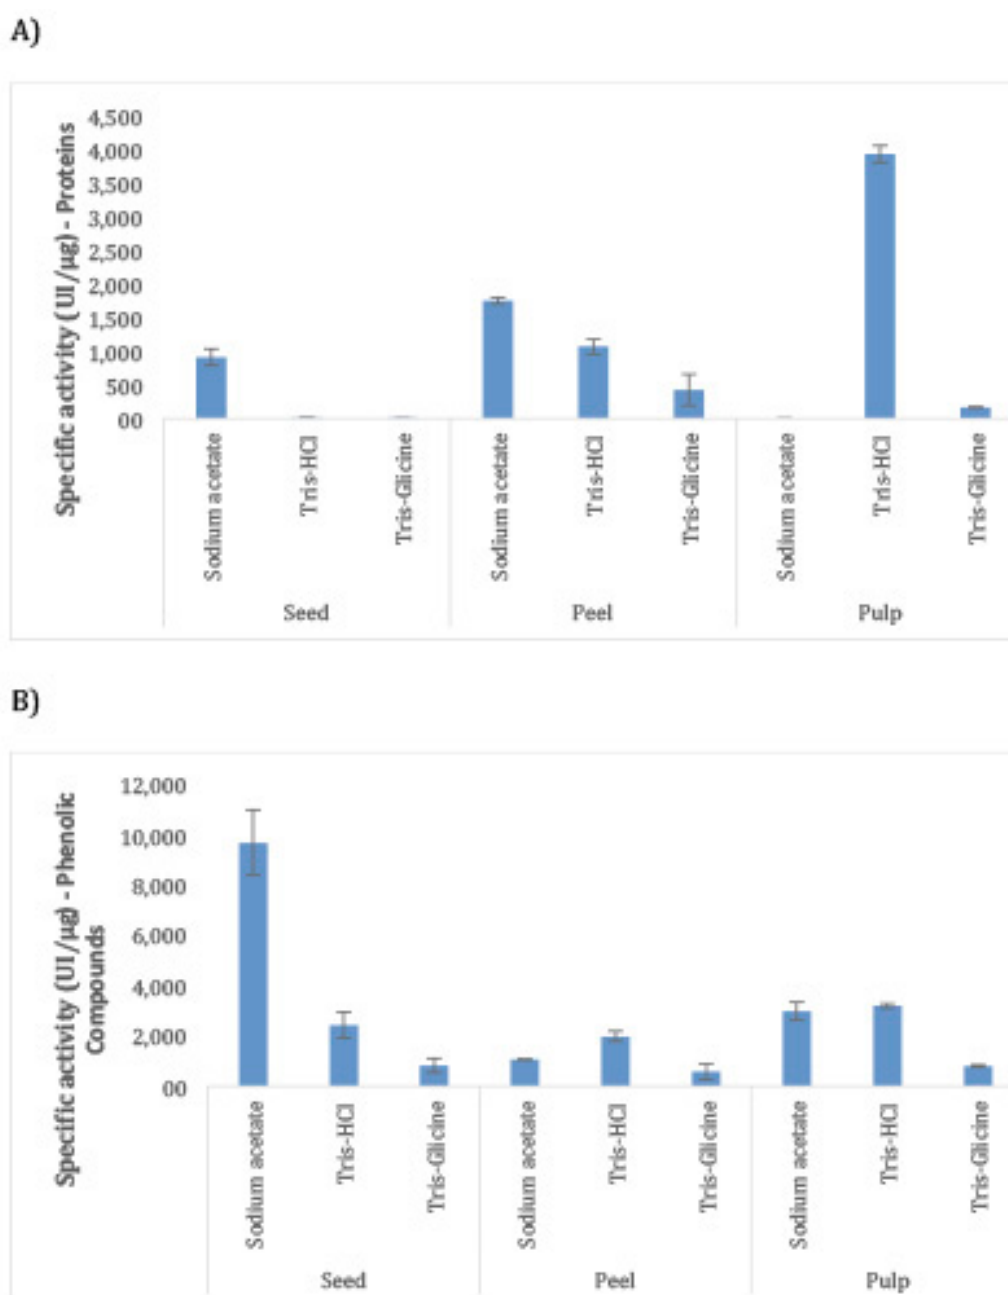 A)
Specific activity (UI/µg) - Proteins
4,500
4,000
3,500
3,000
2,500
2,000
1,500
1,000
500
00
Sodium acetate
Tris-HCl
Tris-Glicine
Sodium acetate
Tris-HCl
Tris-Glicine
Sodium acetate
Tris-HCl
Tris-Glicine
Seed
Peel
Pulp
B)
Specific activity (UI/µg) - Phenolic
Compounds
12,000
10,000
8,000
6,000
4,000
2,000
00
Sodium acetate
Tris-HCl
Tris-Glicine
Sodium acetate
Tris-HCl
Tris-Glicine
Sodium acetate
Tris-HCl
Tris-Glicine
Seed
Peel
Pulp